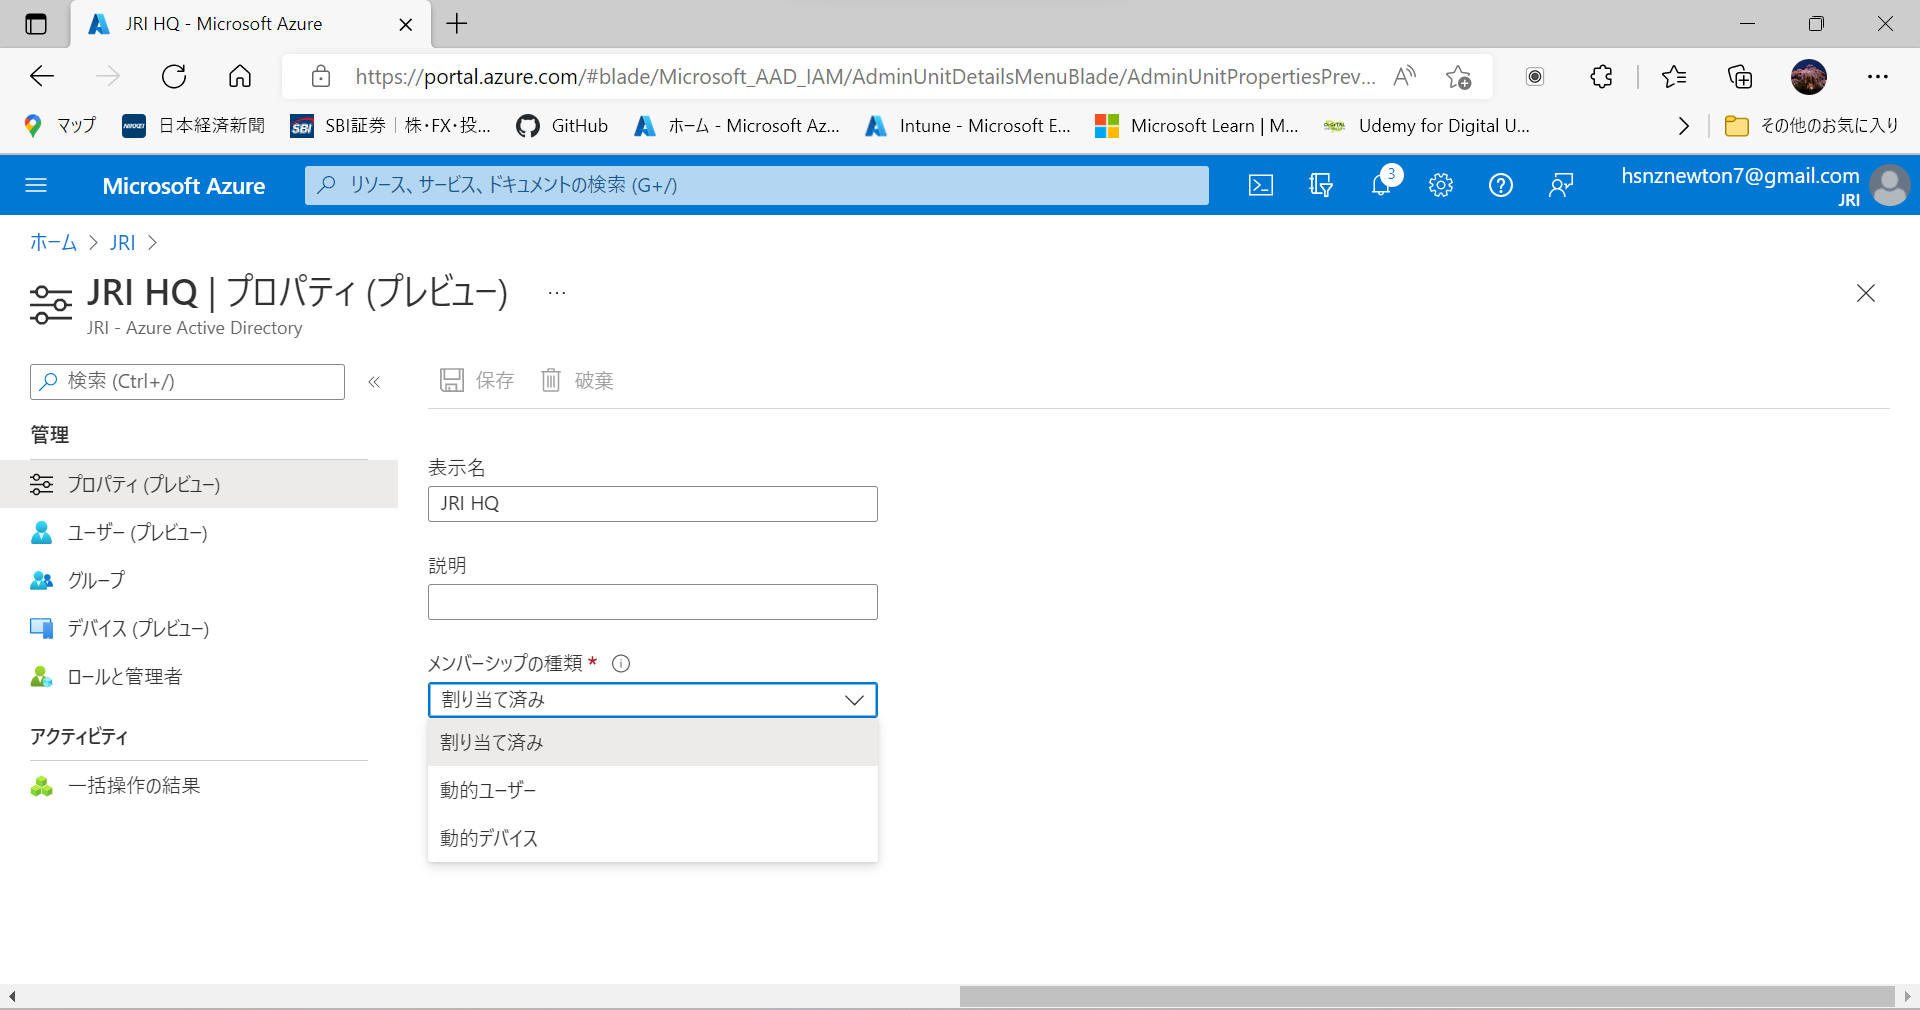 JRI HQ - Microsoft Azure
https://portal.azure.com/#blade/Microsoft_AAD_IAM/AdminUnitDetailsMenuBlade/AdminUnitPropertiesPrev...
マップ
NIKKEI 日本経済新聞
SBI SBI証券｜株・FX・投...
GitHub
ホーム - Microsoft Az...
Intune - Microsoft E...
Microsoft Learn | M...
Udemy for Digital U...
その他のお気に入り
Microsoft Azure
リソース、サービス、ドキュメントの検索 (G+/)
3
hsnznewton7@gmail.com
JRI
ホーム > JRI >
JRI HQ | プロパティ (プレビュー) ...
JRI - Azure Active Directory
検索 (Ctrl+/) «
保存 破棄
管理
プロパティ (プレビュー)
ユーザー (プレビュー)
グループ
デバイス (プレビュー)
ロールと管理者
アクティビティ
一括操作の結果
表示名
JRI HQ
説明
メンバーシップの種類 *
割り当て済み
割り当て済み
動的ユーザー
動的デバイス